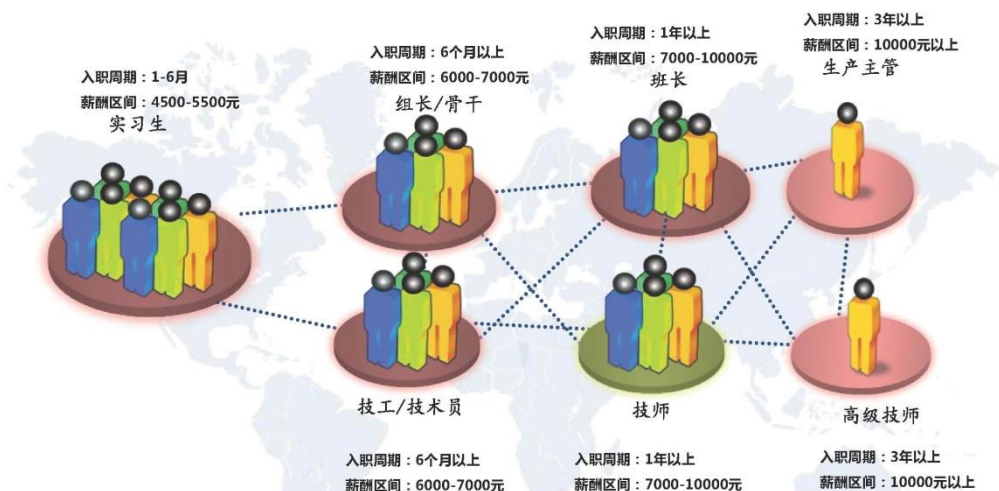 入职周期：1-6月
薪酬区间：4500-5500元
实习生
入职周期：6个月以上
薪酬区间：6000-7000元
组长/骨干
入职周期：1年以上
薪酬区间：7000-10000元
班长
入职周期：3年以上
薪酬区间：10000元以上
生产主管
技工/技术员
入职周期：6个月以上
薪酬区间：6000-7000元
技师
入职周期：1年以上
薪酬区间：7000-10000元
高级技师
入职周期：3年以上
薪酬区间：10000元以上